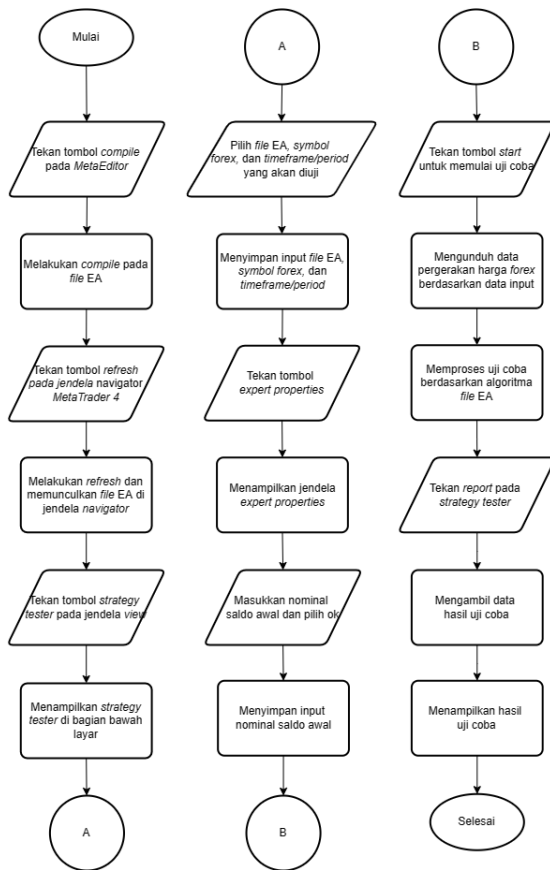 Mulai
Tekan tombol compile
pada MetaEditor
Melakukan compile pada
file EA
Tekan tombol refresh
pada jendela navigator
MetaTrader 4
Melakukan refresh dan
memunculkan file EA di
jendela navigator
Tekan tombol strategy
tester pada jendela view
Menampilkan strategy
tester di bagian bawah
layar
A
A
Pilih file EA, symbol
forex, dan timeframe/period
yang akan diuji
Menyimpan input file EA,
symbol forex, dan
timeframe/period
Tekan tombol
expert properties
Menampilkan jendela
expert properties
Masukkan nominal
saldo awal dan pilih ok
Menyimpan input
nominal saldo awal
B
B
Tekan tombol start
untuk memulai uji coba
Mengunduh data
pergerakan harga forex
berdasarkan data input
Memproses uji coba
berdasarkan algoritma
file EA
Tekan report pada
strategy tester
Mengambil data
hasil uji coba
Menampilkan hasil
uji coba
Selesai